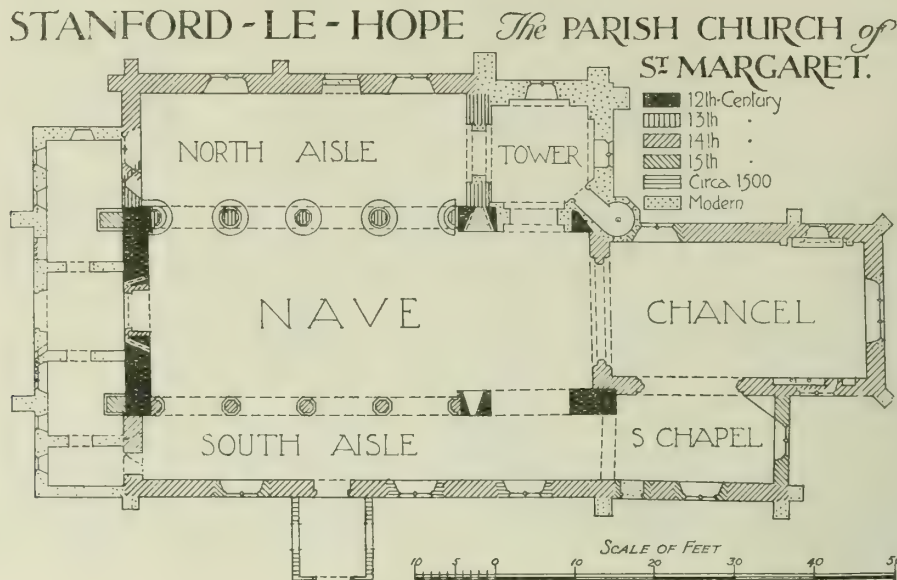 STANFORD-LE-HOPE The PARISH CHURCH of
ST MARGARET.
12th-Century
13th "
14th "
15th "
Circa 1500
Modern
NORTH AISLE
TOWER
NAVE
CHANCEL
SOUTH AISLE
S CHAPEL
SCALE OF FEET
10 5 0 10 20 30 40 50